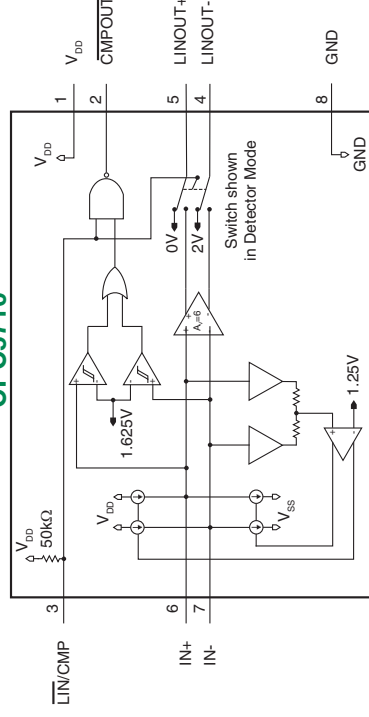 V_DD
50kΩ
3
LIN/CMP
6
IN+
7
IN-
V_DD
V_SS
1.625V
A_V=6
1.25V
0V
2V
Switch shown
in Detector Mode
V_DD
1
V_DD
2
CMPOUT
5
LINOUT+
4
LINOUT-
8
GND
GND